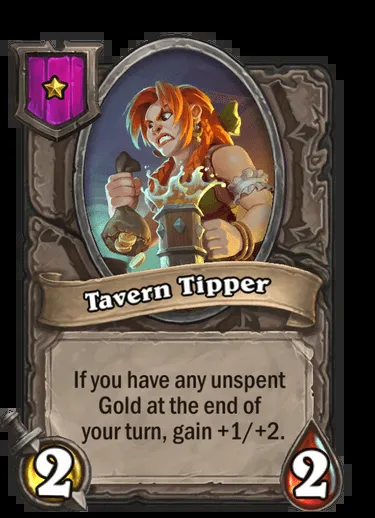 Tavern Tipper
If you have any unspent
Gold at the end of
your turn, gain +1/+2.
2
2